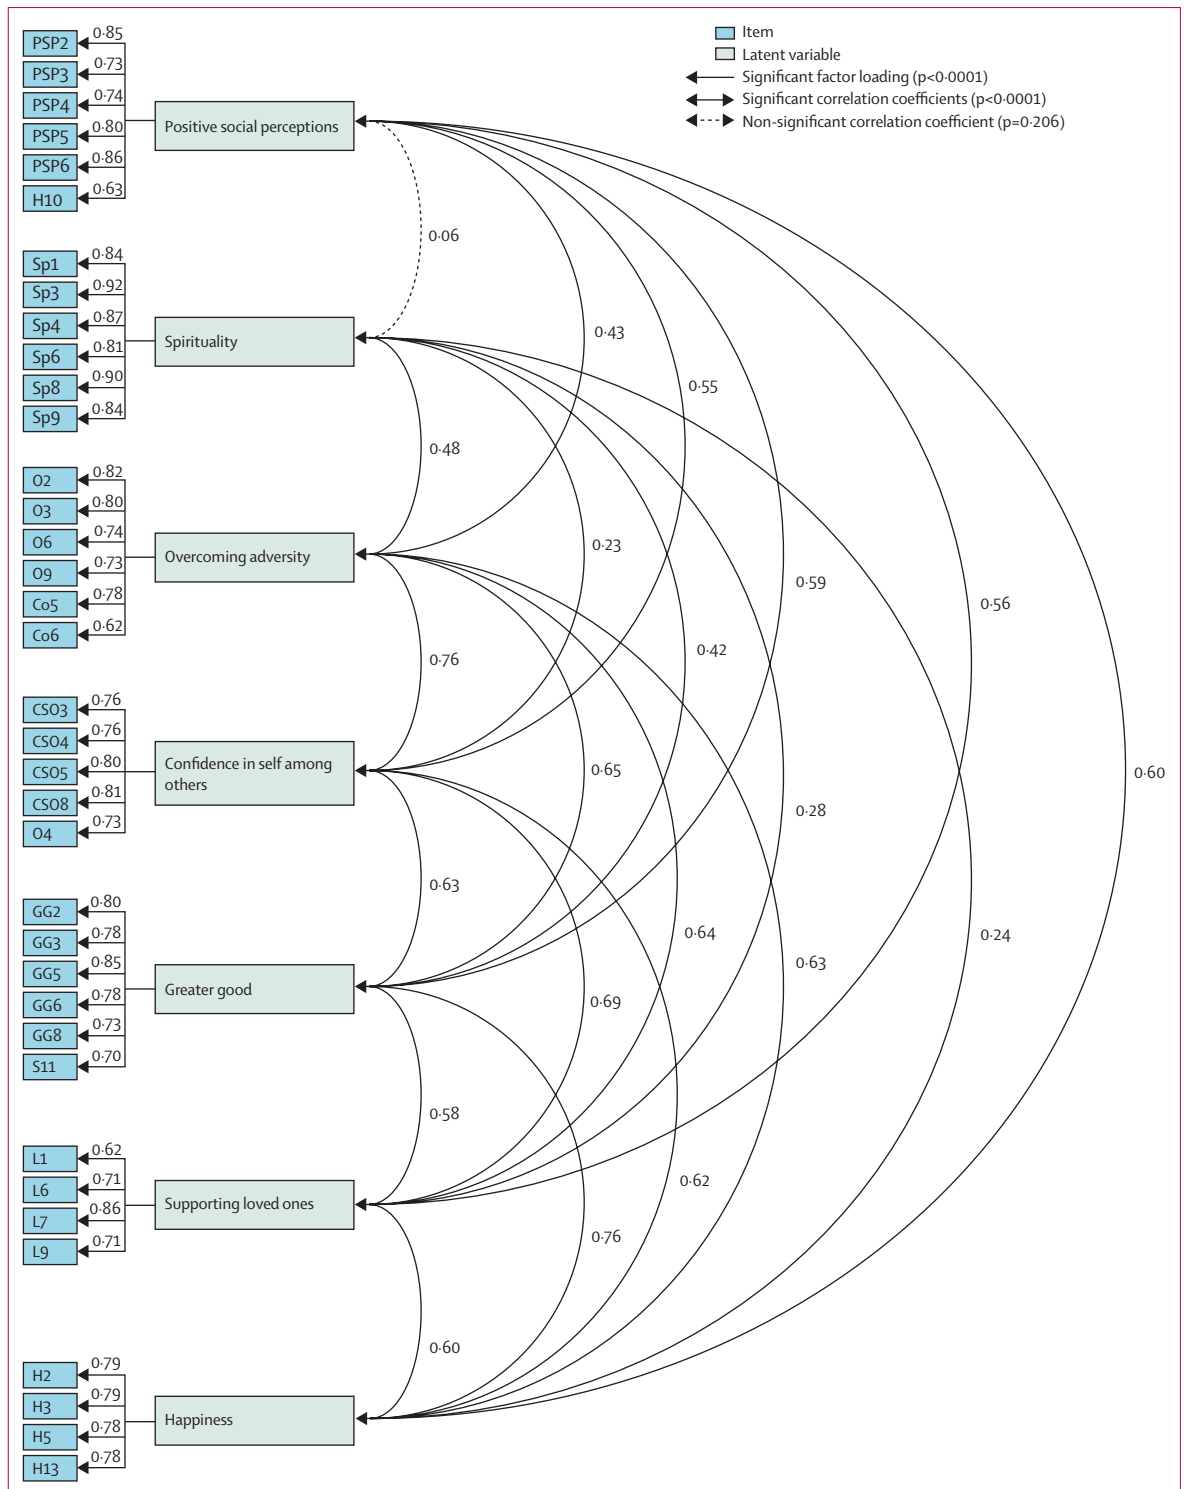 Item
Latent variable
Significant factor loading (p<0·0001)
Significant correlation coefficients (p<0·0001)
Non-significant correlation coefficient (p=0·206)
PSP2 0·85
PSP3 0·73
PSP4 0·74
PSP5 0·80
PSP6 0·86
H10 0·63
Positive social perceptions
0·06
Sp1 0·84
Sp3 0·92
Sp4 0·87
Sp6 0·81
Sp8 0·90
Sp9 0·84
Spirituality
0·43
0·55
0·48
O2 0·82
O3 0·80
O6 0·74
O9 0·73
Co5 0·78
Co6 0·62
Overcoming adversity
0·23
0·59
0·56
0·42
0·76
CSO3 0·76
CSO4 0·76
CSO5 0·80
CSO8 0·81
O4 0·73
Confidence in self among
others
0·65
0·60
0·28
0·63
GG2 0·80
GG3 0·78
GG5 0·85
GG6 0·78
GG8 0·73
S11 0·70
Greater good
0·64
0·24
0·63
0·69
0·58
L1 0·62
L6 0·71
L7 0·86
L9 0·71
Supporting loved ones
0·62
0·76
0·60
H2 0·79
H3 0·79
H5 0·78
H13 0·78
Happiness